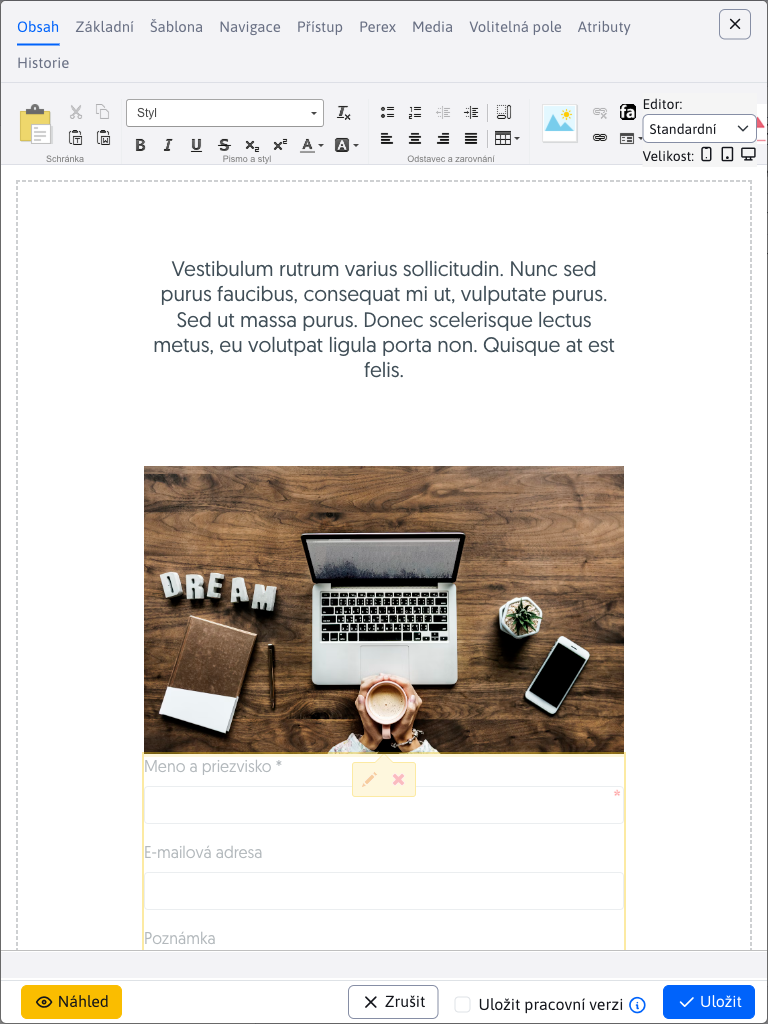 Obsah Základní Šablona Navigace Přístup Perex Media Volitelná pole Atributy
Historie
Styl
Editor:
Standardní
B I U S x₂ x² A A
Velikost:
Schránka Písmo a styl Odstavec a zarovnání
Vestibulum rutrum varius sollicitudin. Nunc sed
purus faucibus, consequat mi ut, vulputate purus.
Sed ut massa purus. Donec scelerisque lectus
metus, eu volutpat ligula porta non. Quisque at est
felis.
DREAM
Meno a priezvisko *
*
E-mailová adresa
Poznámka
Náhled Zrušit Uložit pracovní verzi Uložit